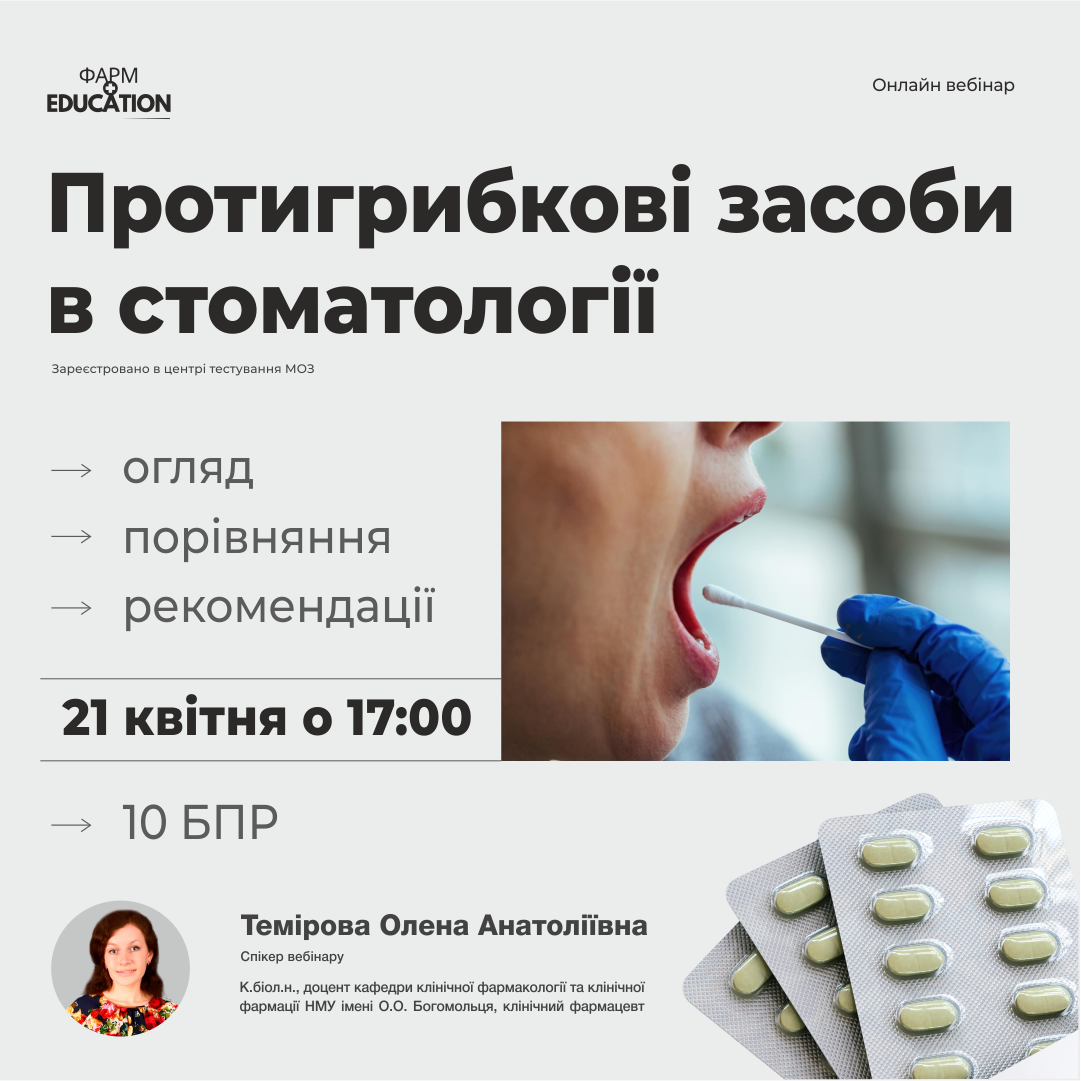 ФАРМ
EDUCATION
Онлайн вебінар
Протигрибкові засоби
в стоматології
Зареєстровано в центрі тестування МОЗ
огляд
порівняння
рекомендації
21 квітня о 17:00
10 БПР
Темірова Олена Анатоліївна
Спікер вебінару
К.біол.н., доцент кафедри клінічної фармакології та клінічної
фармації НМУ імені О.О. Богомольця, клінічний фармацевт